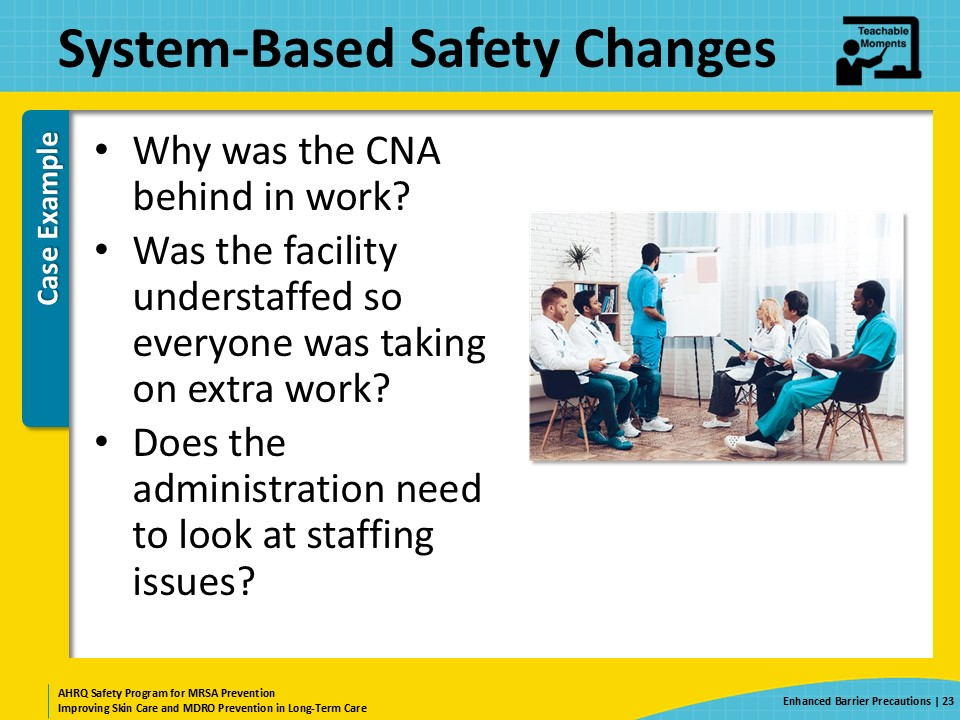 System-Based Safety Changes
Teachable
Moments
Case Example
• Why was the CNA
behind in work?
• Was the facility
understaffed so
everyone was taking
on extra work?
• Does the
administration need
to look at staffing
issues?
AHRQ Safety Program for MRSA Prevention
Improving Skin Care and MDRO Prevention in Long-Term Care
Enhanced Barrier Precautions | 23